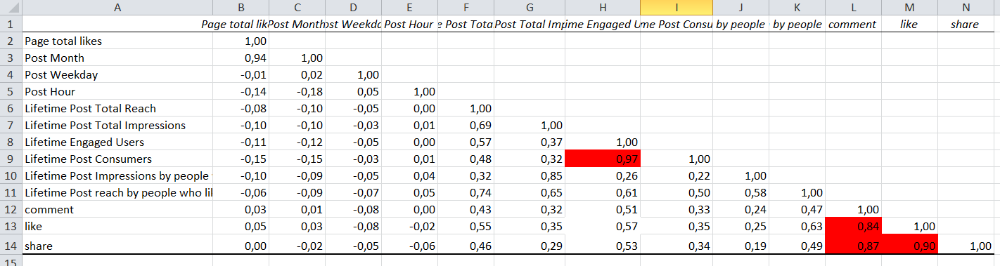 A B C D E F G H I J K L M N
1 Page total lik Post Month st Weekd Post Hour e Post Tota Post Total Im ime Engaged U me Post Consu by people by people comment like share
2 Page total likes 1,00
3 Post Month 0,94 1,00
4 Post Weekday -0,01 0,02 1,00
5 Post Hour -0,14 -0,18 0,05 1,00
6 Lifetime Post Total Reach -0,08 -0,10 -0,05 0,00 1,00
7 Lifetime Post Total Impressions -0,10 -0,10 -0,03 0,01 0,69 1,00
8 Lifetime Engaged Users -0,11 -0,12 -0,05 0,00 0,57 0,37 1,00
9 Lifetime Post Consumers -0,15 -0,15 -0,03 0,01 0,48 0,32 0,97 1,00
10 Lifetime Post Impressions by people -0,10 -0,09 -0,05 0,04 0,32 0,85 0,26 0,22 1,00
11 Lifetime Post reach by people who lil -0,06 -0,09 -0,07 0,05 0,74 0,65 0,61 0,50 0,58 1,00
12 comment 0,03 0,01 -0,08 0,00 0,43 0,32 0,51 0,33 0,24 0,47 1,00
13 like 0,05 0,03 -0,08 -0,02 0,55 0,35 0,57 0,35 0,25 0,63 0,84 1,00
14 share 0,00 -0,02 -0,05 -0,06 0,46 0,29 0,53 0,34 0,19 0,49 0,87 0,90 1,00
15